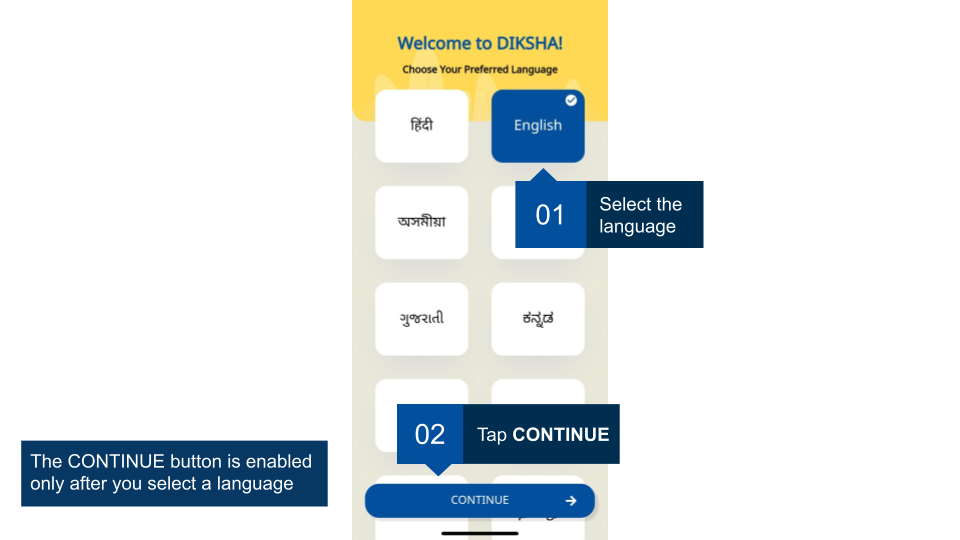 Welcome to DIKSHA!
Choose Your Preferred Language
हिंदी
English
01
Select the
language
অসমীয়া
ગુજરાતી
ಕನ್ನಡ
02
Tap CONTINUE
The CONTINUE button is enabled
only after you select a language
CONTINUE